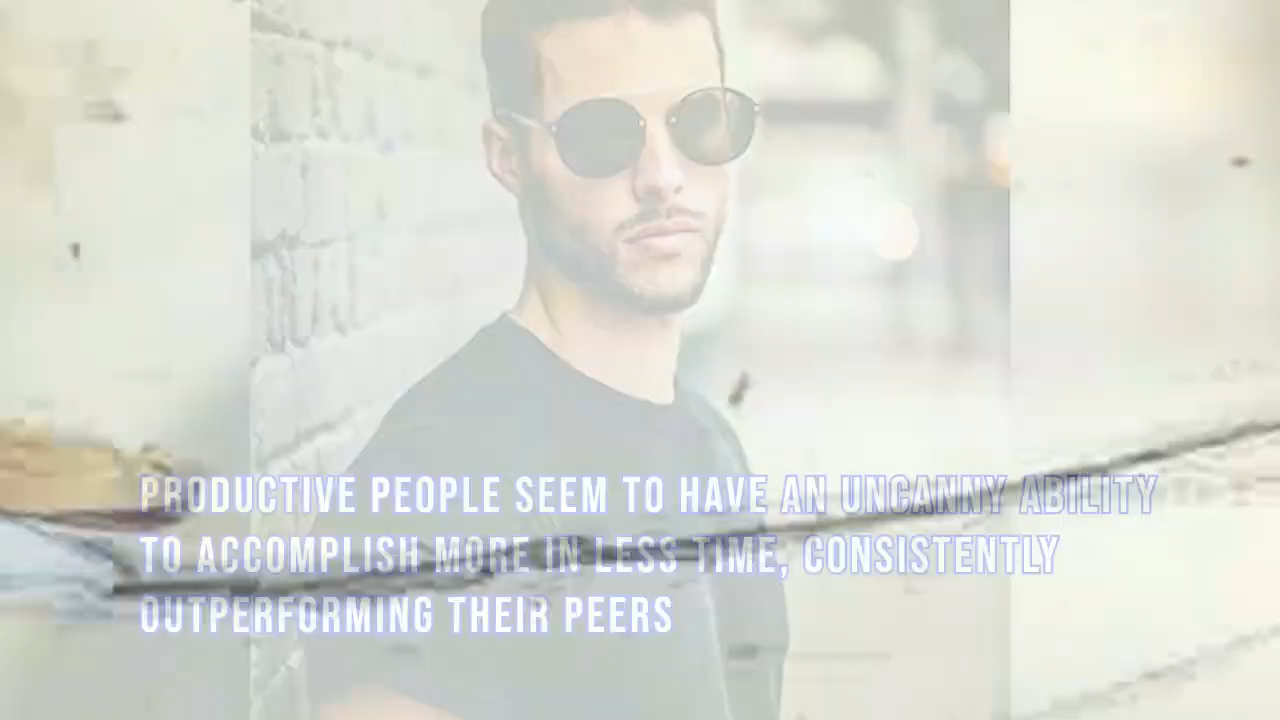 PRODUCTIVE PEOPLE SEEM TO HAVE AN UNCANNY ABILITY
TO ACCOMPLISH MORE IN LESS TIME, CONSISTENTLY
OUTPERFORMING THEIR PEERS